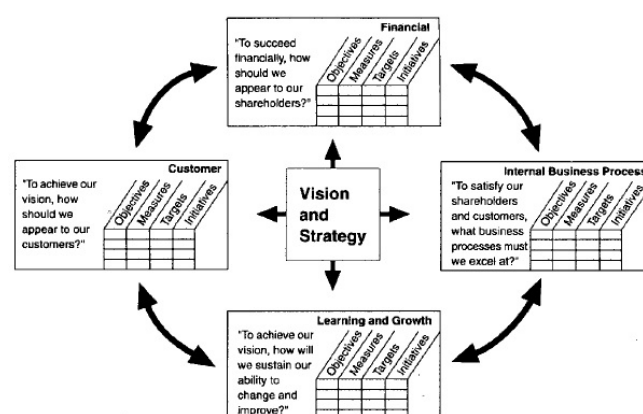 Financial
"To succeed
financially, how
should we
appear to our
shareholders?"
Objectives
Measures
Targets
Initiatives
Customer
"To achieve our
vision, how
should we
appear to our
customers?"
Objectives
Measures
Targets
Initiatives
Vision
and
Strategy
Internal Business Process
"To satisfy our
shareholders
and customers,
what business
processes must
we excel at?"
Objectives
Measures
Targets
Initiatives
Learning and Growth
"To achieve our
vision, how will
we sustain our
ability to
change and
improve?"
Objectives
Measures
Targets
Initiatives